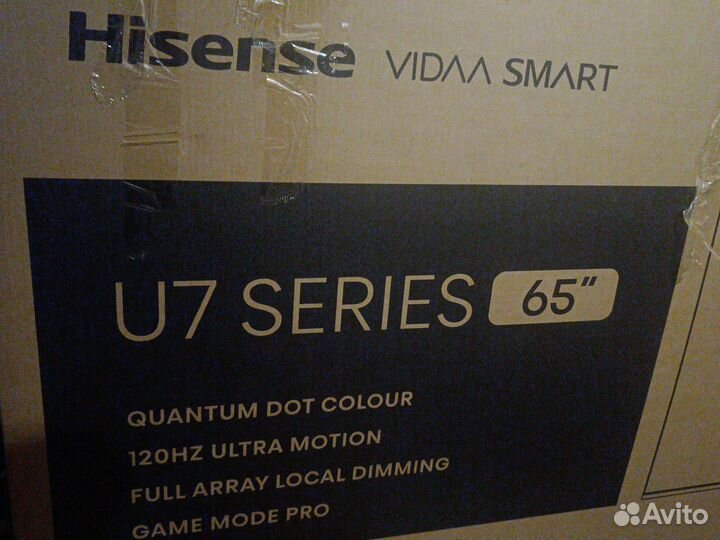 Hisense VIDAA SMART
U7 SERIES 65"
QUANTUM DOT COLOUR
120HZ ULTRA MOTION
FULL ARRAY LOCAL DIMMING
GAME MODE PRO
Avito